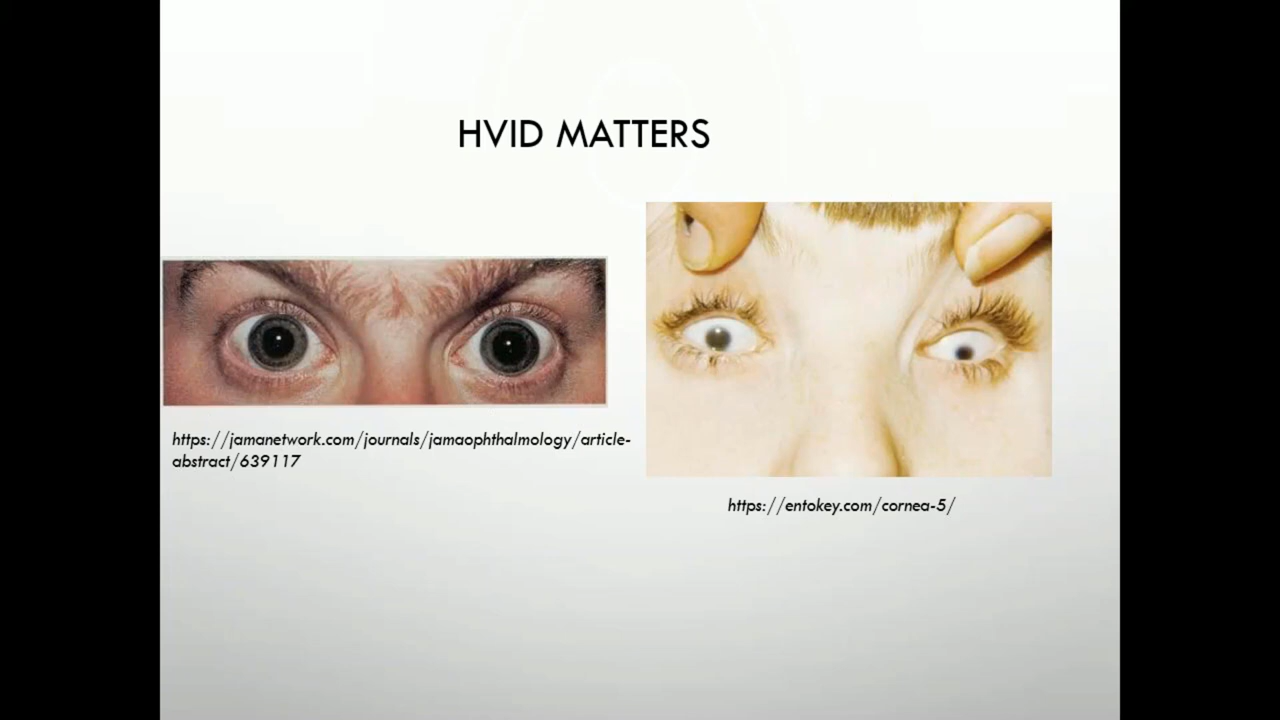 HVID MATTERS
https://jamanetwork.com/journals/jamaophthalmology/article-
abstract/639117
https://entokey.com/cornea-5/